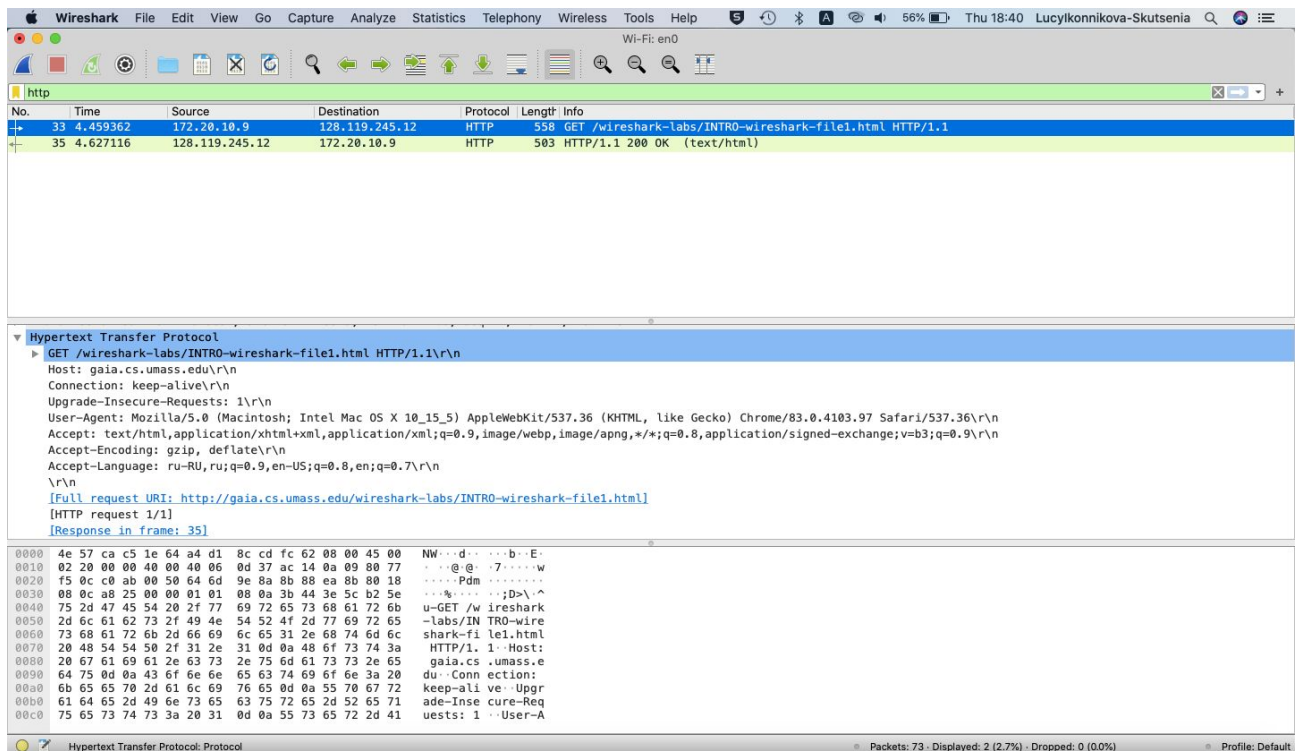 Wireshark File Edit View Go Capture Analyze Statistics Telephony Wireless Tools Help 56% Thu 18:40 LucyIkonnikova-Skutsenia
Wi-Fi: en0
http
No. Time Source Destination Protocol Length Info
33 4.459362 172.20.10.9 128.119.245.12 HTTP 558 GET /wireshark-labs/INTRO-wireshark-file1.html HTTP/1.1
35 4.627116 128.119.245.12 172.20.10.9 HTTP 503 HTTP/1.1 200 OK (text/html)
Hypertext Transfer Protocol
GET /wireshark-labs/INTRO-wireshark-file1.html HTTP/1.1\r\n
Host: gaia.cs.umass.edu\r\n
Connection: keep-alive\r\n
Upgrade-Insecure-Requests: 1\r\n
User-Agent: Mozilla/5.0 (Macintosh; Intel Mac OS X 10_15_5) AppleWebKit/537.36 (KHTML, like Gecko) Chrome/83.0.4103.97 Safari/537.36\r\n
Accept: text/html,application/xhtml+xml,application/xml;q=0.9,image/webp,image/apng,*/*;q=0.8,application/signed-exchange;v=b3;q=0.9\r\n
Accept-Encoding: gzip, deflate\r\n
Accept-Language: ru-RU,ru;q=0.9,en-US;q=0.8,en;q=0.7\r\n
\r\n
[Full request URI: http://gaia.cs.umass.edu/wireshark-labs/INTRO-wireshark-file1.html]
[HTTP request 1/1]
[Response in frame: 35]
0000 4e 57 ca c5 1e 64 a4 d1 8c cd fc 62 08 00 45 00 NW···d·· ···b··E·
0010 02 20 00 00 40 00 40 06 0d 37 ac 14 0a 09 80 77 · ··@·@· ·7·····w
0020 f5 0c c0 ab 00 50 64 6d 9e 8a 8b 88 ea 8b 80 18 ·····Pdm ········
0030 08 0c a8 25 00 00 01 01 08 0a 3b 44 3e 5c b2 5e ···%···· ··;D>\·^
0040 75 2d 47 45 54 20 2f 77 69 72 65 73 68 61 72 6b u-GET /w ireshark
0050 2d 6c 61 62 73 2f 49 4e 54 52 4f 2d 77 69 72 65 -labs/IN TRO-wire
0060 73 68 61 72 6b 2d 66 69 6c 65 31 2e 68 74 6d 6c shark-fi le1.html
0070 20 48 54 54 50 2f 31 2e 31 0d 0a 48 6f 73 74 3a HTTP/1. 1··Host:
0080 20 67 61 69 61 2e 63 73 2e 75 6d 61 73 73 2e 65 gaia.cs .umass.e
0090 64 75 0d 0a 43 6f 6e 6e 65 63 74 69 6f 6e 3a 20 du··Conn ection:
00a0 6b 65 65 70 2d 61 6c 69 76 65 0d 0a 55 70 67 72 keep-ali ve··Upgr
00b0 61 64 65 2d 49 6e 73 65 63 75 72 65 2d 52 65 71 ade-Inse cure-Req
00c0 75 65 73 74 73 3a 20 31 0d 0a 55 73 65 72 2d 41 uests: 1 ··User-A
Hypertext Transfer Protocol: Protocol Packets: 73 · Displayed: 2 (2.7%) · Dropped: 0 (0.0%) Profile: Default